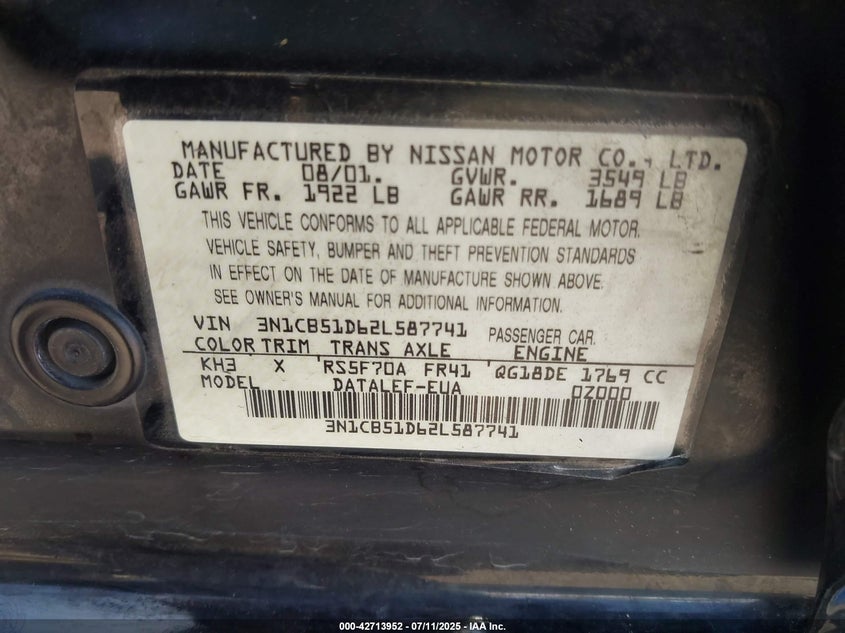 MANUFACTURED BY NISSAN MOTOR CO., LTD.
DATE 08/01. GVWR. 3549 LB
GAWR FR. 1922 LB GAWR RR. 1689 LB
THIS VEHICLE CONFORMS TO ALL APPLICABLE FEDERAL MOTOR
VEHICLE SAFETY, BUMPER AND THEFT PREVENTION STANDARDS
IN EFFECT ON THE DATE OF MANUFACTURE SHOWN ABOVE.
SEE OWNER'S MANUAL FOR ADDITIONAL INFORMATION.
VIN 3N1CB51D62L587741 PASSENGER CAR.
COLOR TRIM TRANS AXLE ENGINE
KH3 X RS5F70A FR41 QG18DE 1769 CC
MODEL DATALEF-EUA 0Z000
3N1CB51D62L587741
000-42713952 - 07/11/2025 - IAA Inc.